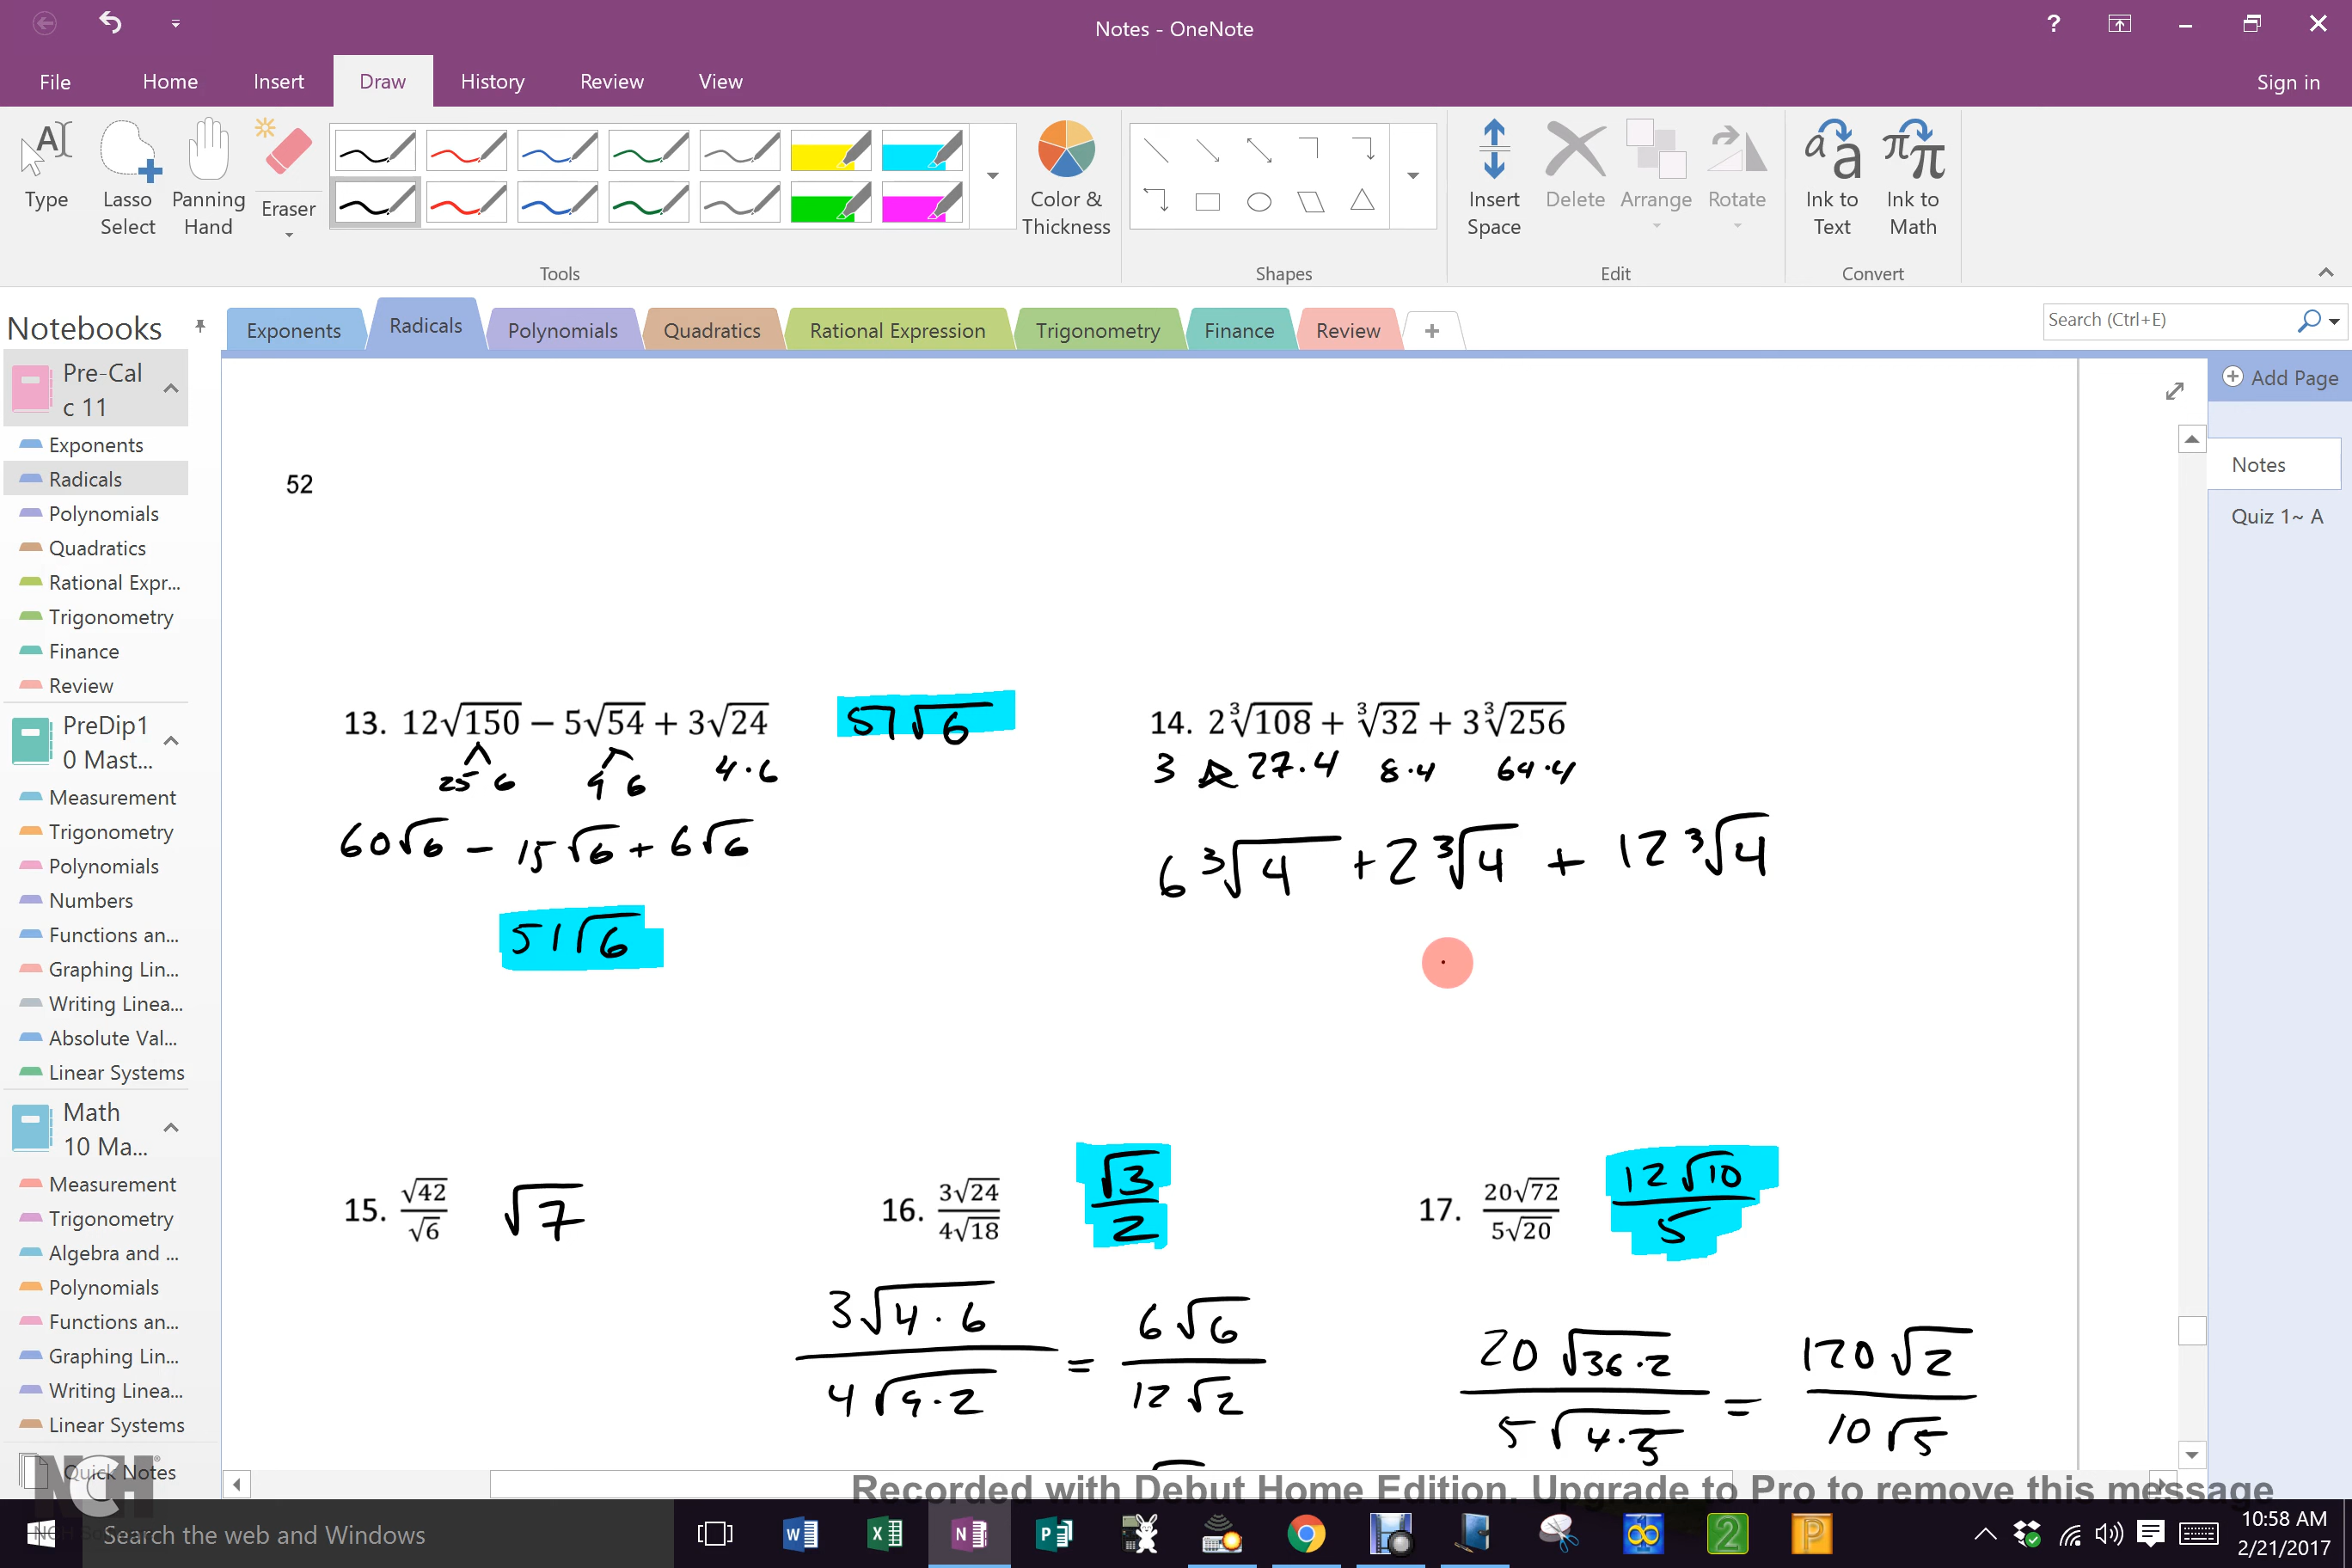 Notes - OneNote
?
File Home Insert Draw History Review View Sign in
Type
Lasso Select
Panning Hand
Eraser
Color & Thickness
Insert Space
Delete
Arrange
Rotate
Ink to Text
Ink to Math
Tools Shapes Edit Convert
Notebooks
Exponents Radicals Polynomials Quadratics Rational Expression Trigonometry Finance Review +
Search (Ctrl+E)
Add Page
Notes
Quiz 1~ A
Pre-Cal
c 11
Exponents
Radicals
Polynomials
Quadratics
Rational Expr...
Trigonometry
Finance
Review
PreDip1
0 Mast...
Measurement
Trigonometry
Polynomials
Numbers
Functions an...
Graphing Lin...
Writing Linea...
Absolute Val...
Linear Systems
Math
10 Ma...
Measurement
Trigonometry
Algebra and ...
Polynomials
Functions an...
Graphing Lin...
Writing Linea...
Linear Systems
Quick Notes
52
13. 12√150 − 5√54 + 3√24 51√6
25 6 9 6 4·6
60√6 − 15√6 + 6√6
51√6
14. 2∛108 + ∛32 + 3∛256
3 27·4 8·4 64·4
6∛4 + 2∛4 + 12∛4
15. √42/√6 √7
16. 3√24/4√18 √3/2
3√4·6/4√9·2 = 6√6/12√2
17. 20√72/5√20 12√10/5
20√36·2/5√4·5 = 120√2/10√5
Recorded with Debut Home Edition. Upgrade to Pro to remove this message
NCH
Search the web and Windows
10:58 AM
2/21/2017